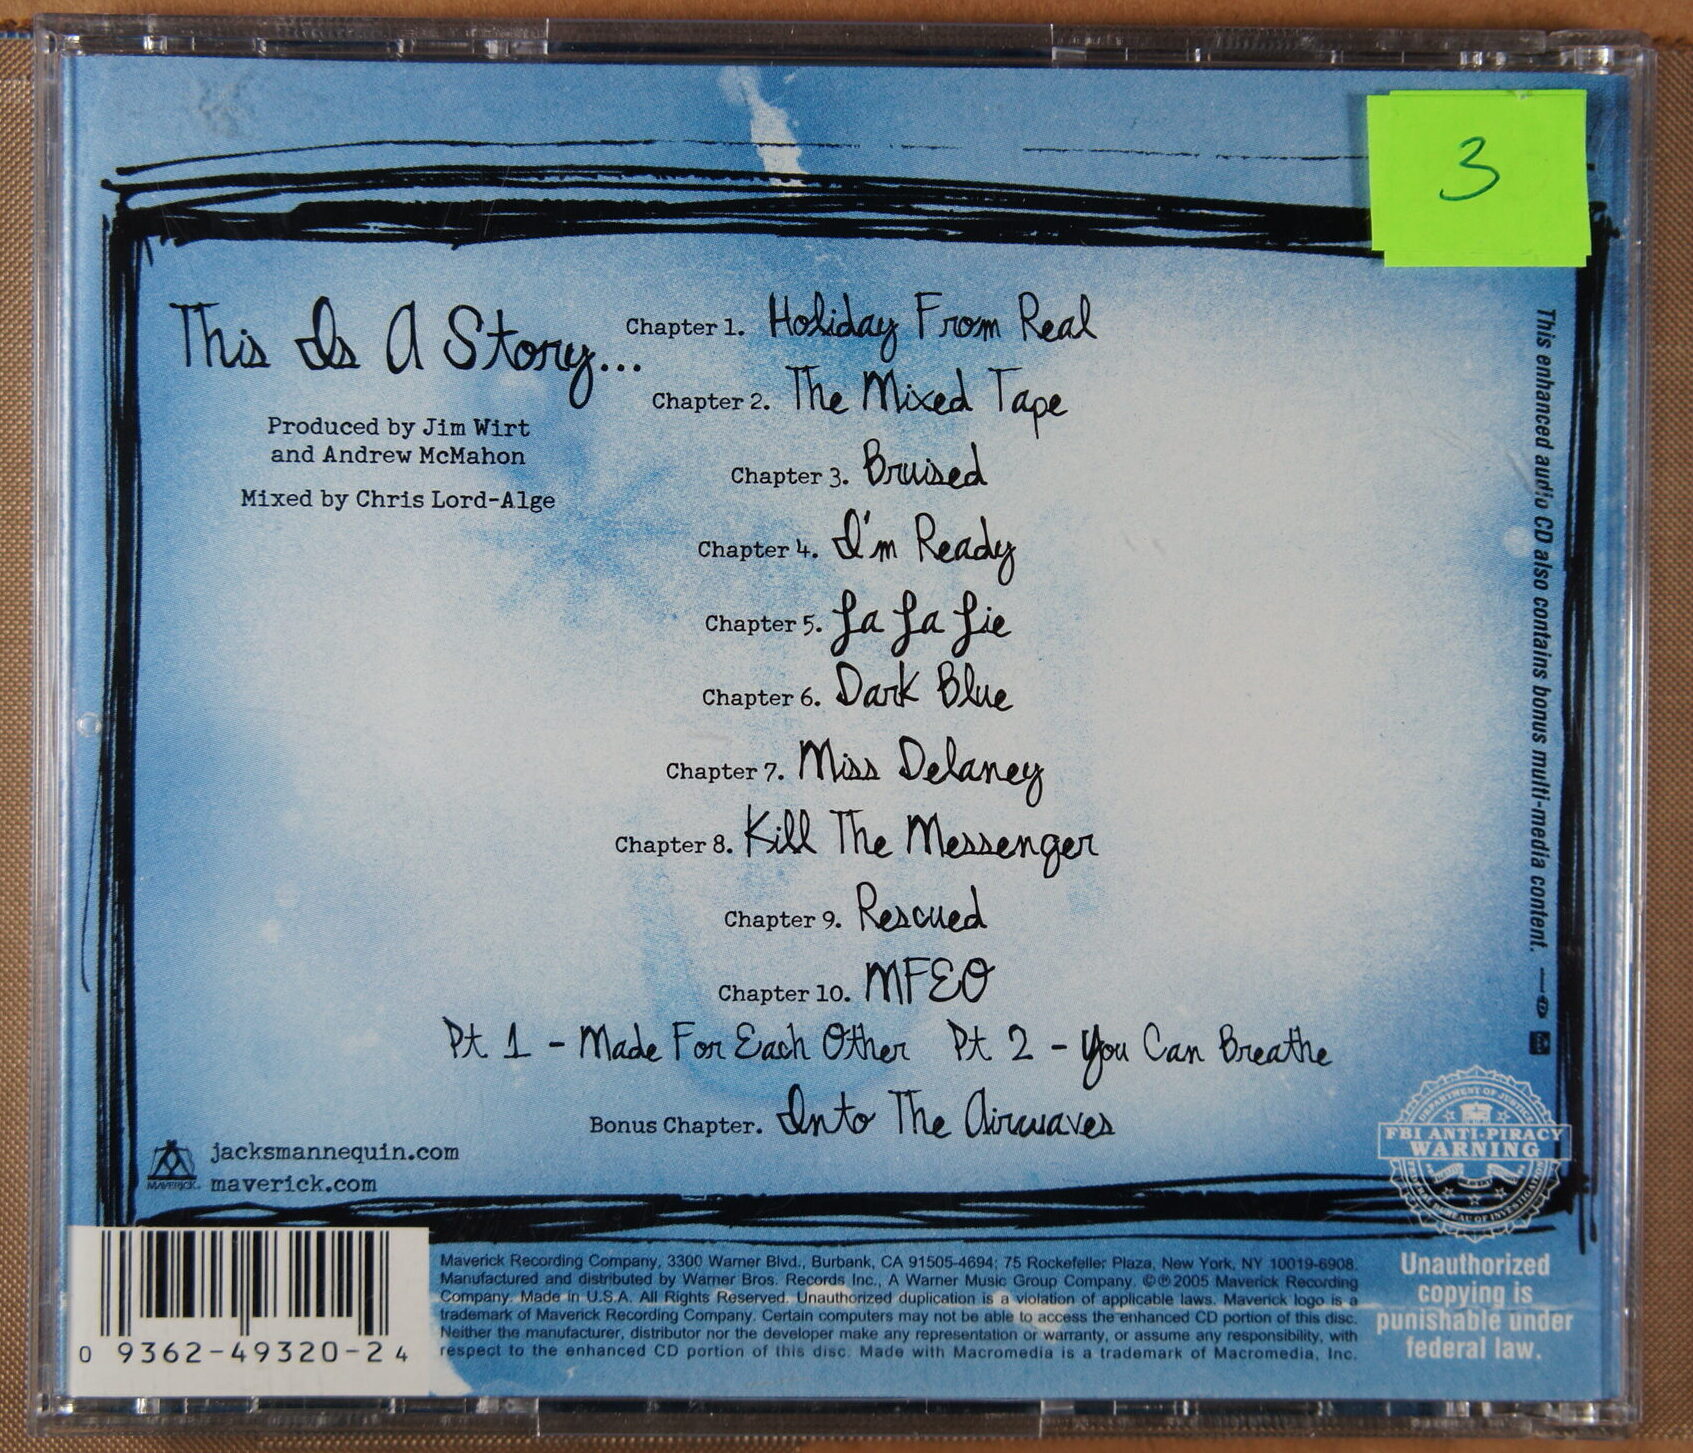 3
This Is A Story...
Produced by Jim Wirt
and Andrew McMahon
Mixed by Chris Lord-Alge
Chapter 1. Holiday From Real
Chapter 2. The Mixed Tape
Chapter 3. Bruised
Chapter 4. I'm Ready
Chapter 5. La La Lie
Chapter 6. Dark Blue
Chapter 7. Miss Delaney
Chapter 8. Kill The Messenger
Chapter 9. Rescued
Chapter 10. MFEO
Pt 1 - Made For Each Other Pt 2 - You Can Breathe
Bonus Chapter. Into The Airwaves
This enhanced audio CD also contains bonus multi-media content.
MAVERICK
jacksmannequin.com
maverick.com
DEPARTMENT OF JUSTICE
FBI ANTI-PIRACY
WARNING
FEDERAL BUREAU OF INVESTIGATION
Unauthorized
copying is
punishable under
federal law.
0 9362-49320-2 4
Maverick Recording Company, 3300 Warner Blvd., Burbank, CA 91505-4694; 75 Rockefeller Plaza, New York, NY 10019-6908.
Manufactured and distributed by Warner Bros. Records Inc., A Warner Music Group Company. ©℗2005 Maverick Recording
Company. Made in U.S.A. All Rights Reserved. Unauthorized duplication is a violation of applicable laws. Maverick logo is a
trademark of Maverick Recording Company. Certain computers may not be able to access the enhanced CD portion of this disc.
Neither the manufacturer, distributor nor the developer make any representation or warranty, or assume any responsibility, with
respect to the enhanced CD portion of this disc. Made with Macromedia is a trademark of Macromedia, Inc.